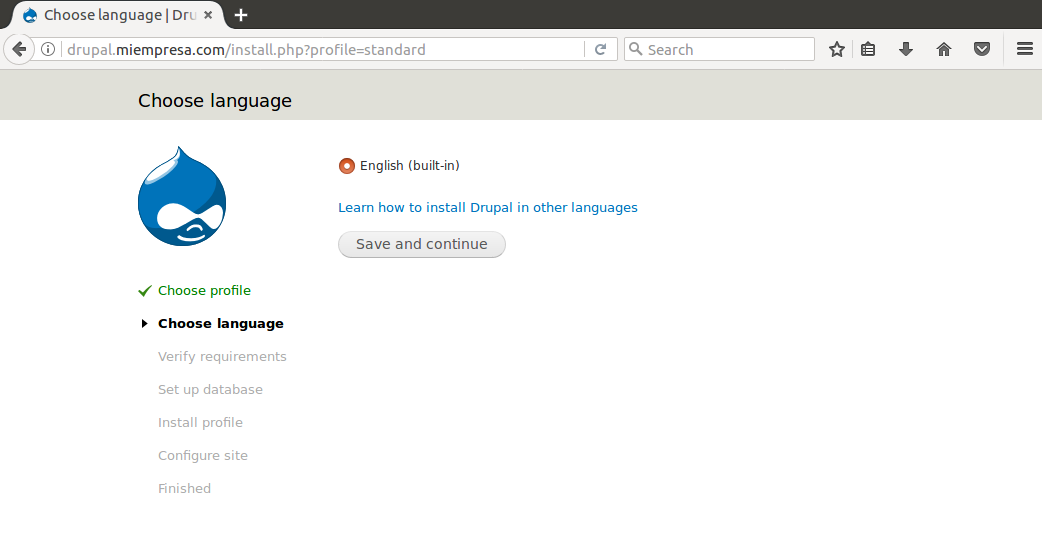 Choose language | Dru
drupal.miempresa.com/install.php?profile=standard
Search
Choose language
English (built-in)
Learn how to install Drupal in other languages
Save and continue
Choose profile
Choose language
Verify requirements
Set up database
Install profile
Configure site
Finished